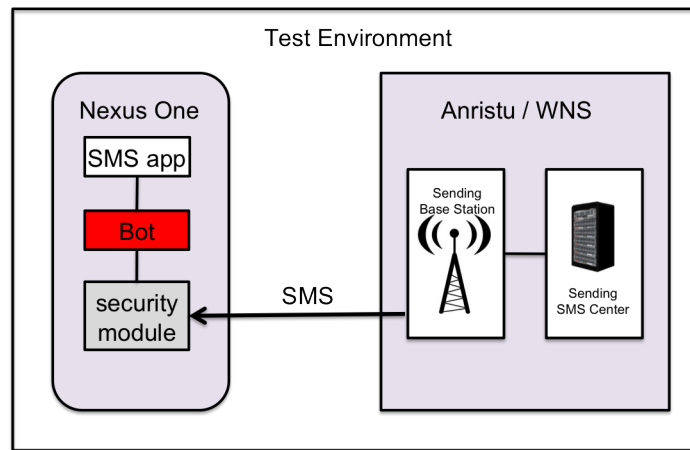 Test Environment
Nexus One
SMS app
Bot
security
module
SMS
Anristu / WNS
Sending
Base Station
Sending
SMS Center